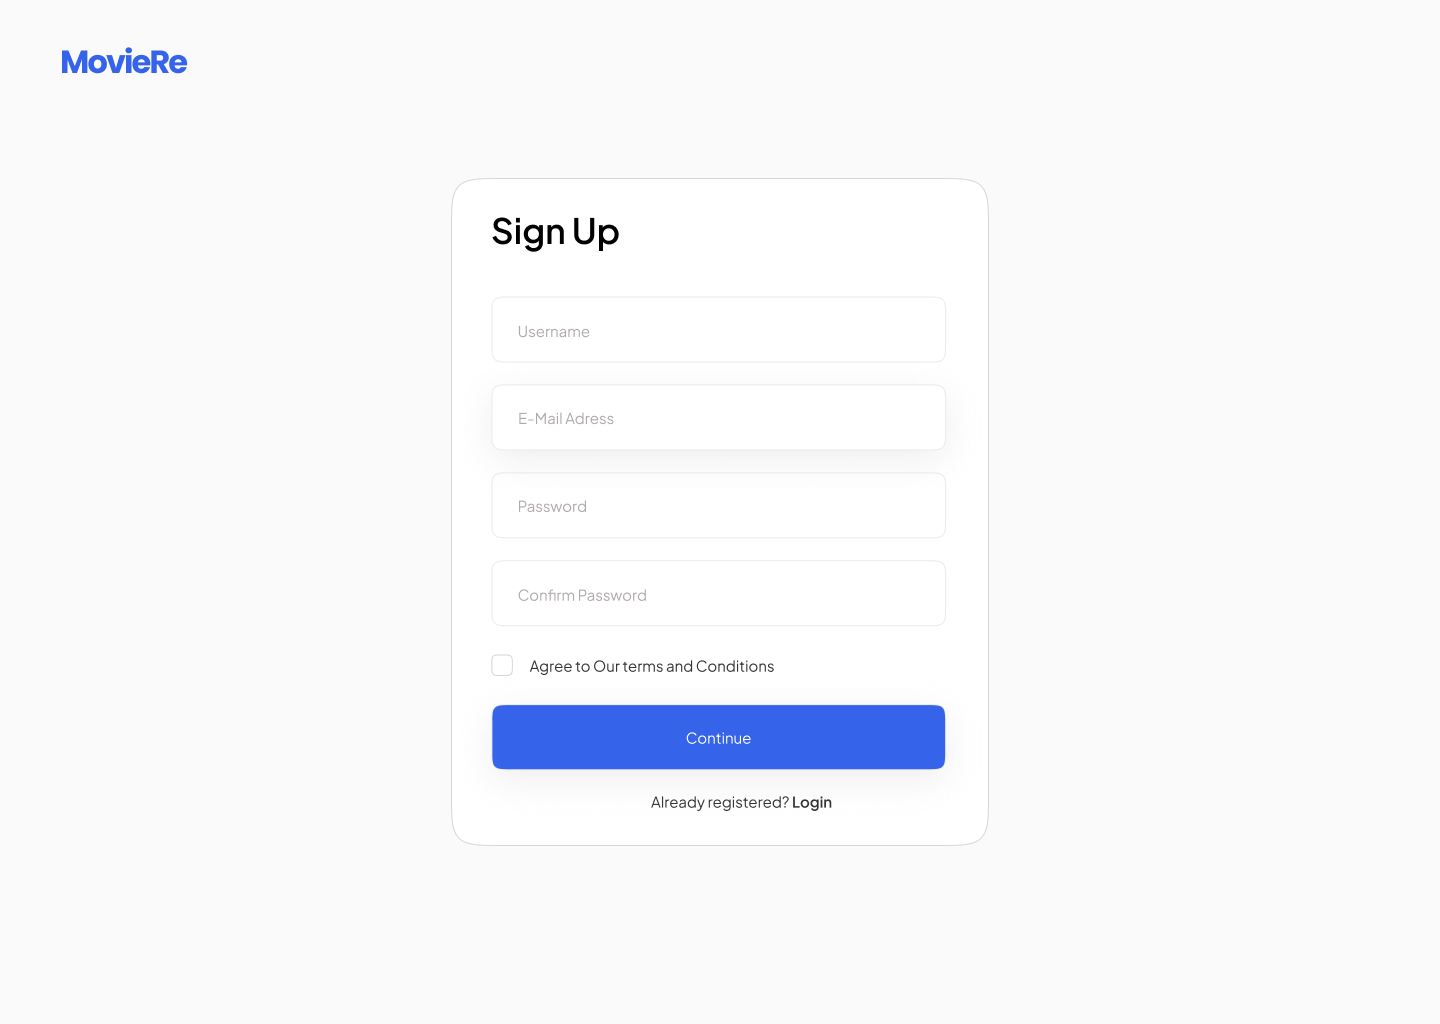 MovieRe
Sign Up
Username
E-Mail Adress
Password
Confirm Password
Agree to Our terms and Conditions
Continue
Already registered? Login